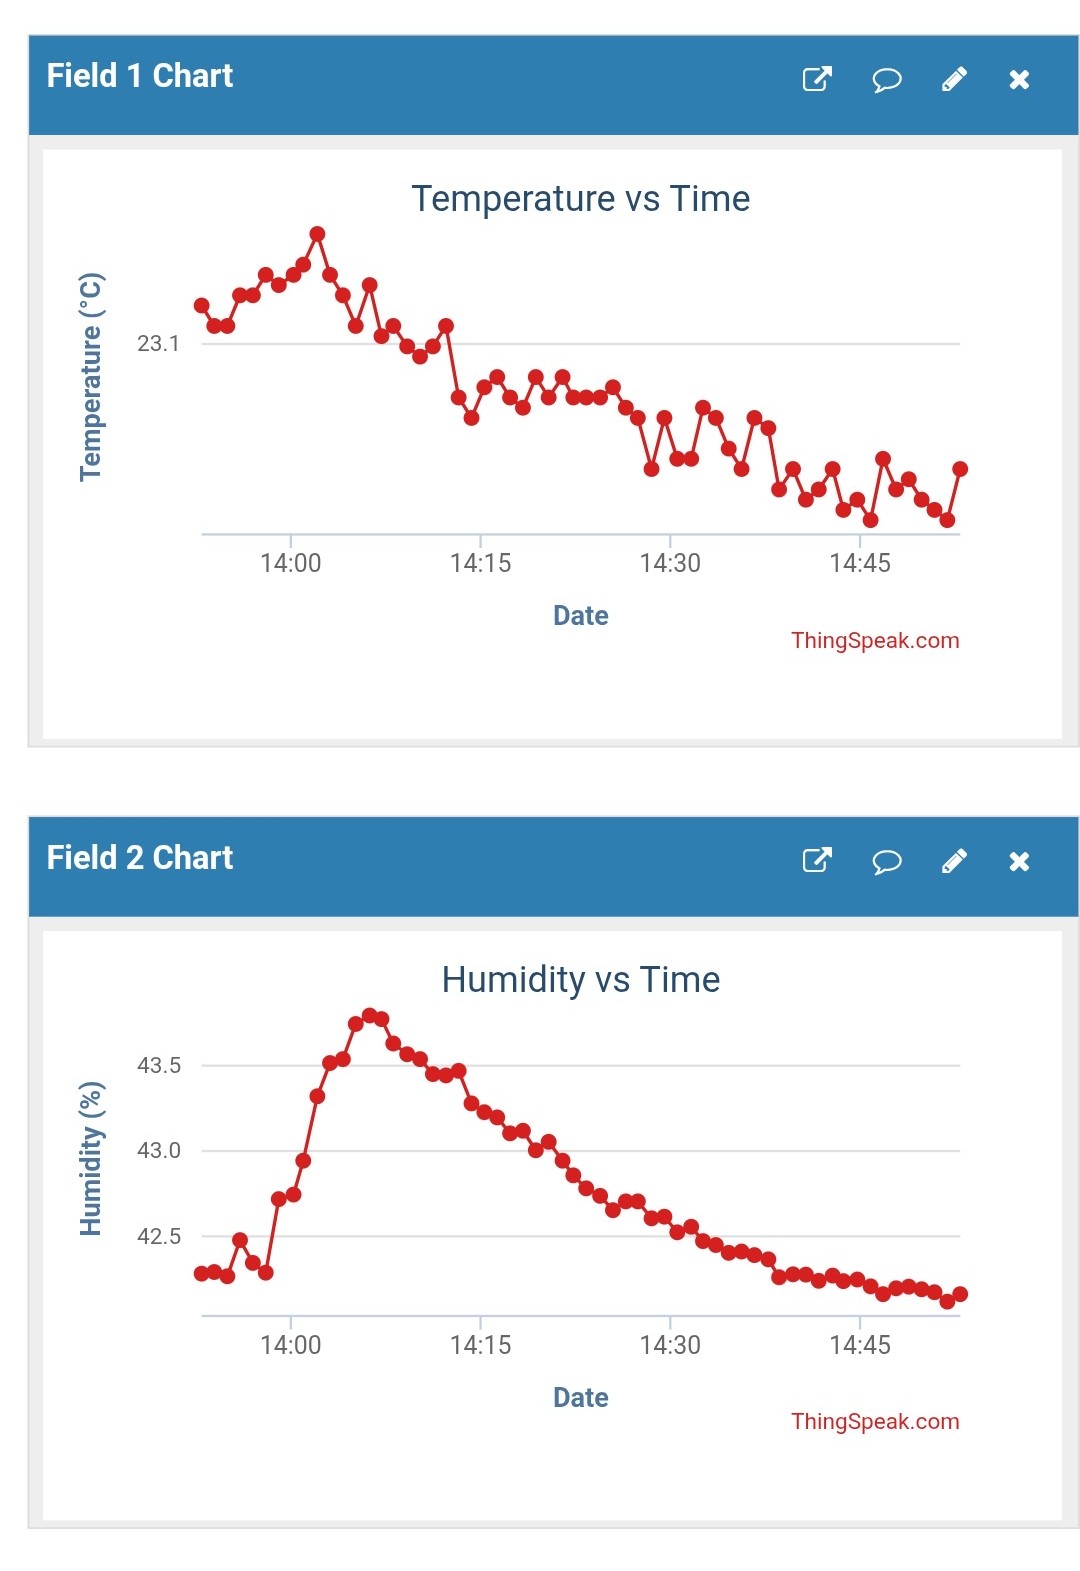 Field 1 Chart
Temperature vs Time
Temperature (°C)
23.1
14:00 14:15 14:30 14:45
Date
ThingSpeak.com
Field 2 Chart
Humidity vs Time
Humidity (%)
43.5
43.0
42.5
14:00 14:15 14:30 14:45
Date
ThingSpeak.com